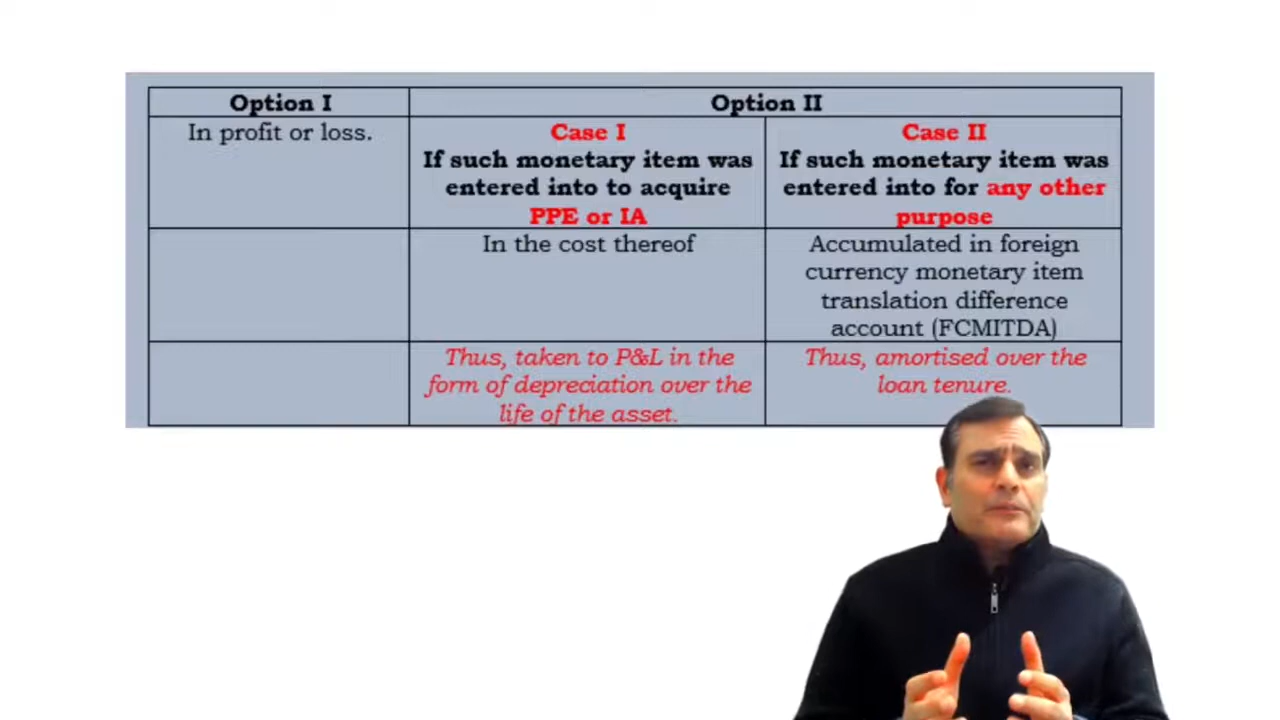 Option I
Option II
In profit or loss.
Case I
If such monetary item was
entered into to acquire
PPE or IA
Case II
If such monetary item was
entered into for any other
purpose
In the cost thereof
Accumulated in foreign
currency monetary item
translation difference
account (FCMITDA)
Thus, taken to P&L in the
form of depreciation over the
life of the asset.
Thus, amortised over the
loan tenure.